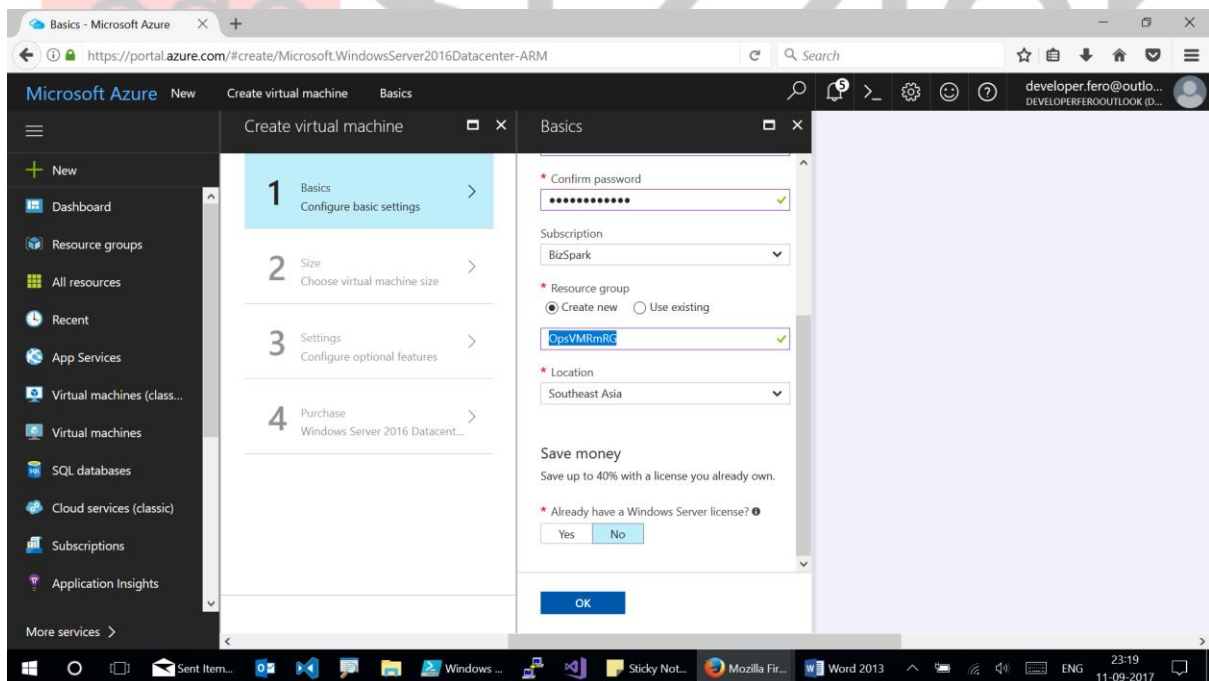 Basics - Microsoft Azure
https://portal.azure.com/#create/Microsoft.WindowsServer2016Datacenter-ARM
Search
Microsoft Azure New Create virtual machine Basics
5
developer.fero@outlo...
DEVELOPERFEROOUTLOOK (D...
Create virtual machine
Basics
New
Dashboard
Resource groups
All resources
Recent
App Services
Virtual machines (class...
Virtual machines
SQL databases
Cloud services (classic)
Subscriptions
Application Insights
More services
1
Basics
Configure basic settings
2
Size
Choose virtual machine size
3
Settings
Configure optional features
4
Purchase
Windows Server 2016 Datacent...
* Confirm password
••••••••••••
Subscription
BizSpark
* Resource group
Create new Use existing
OpsVMRmRG
* Location
Southeast Asia
Save money
Save up to 40% with a license you already own.
* Already have a Windows Server license?
Yes No
OK
Sent Item...
Windows ...
Sticky Not...
Mozilla Fir...
Word 2013
ENG
23:19
11-09-2017